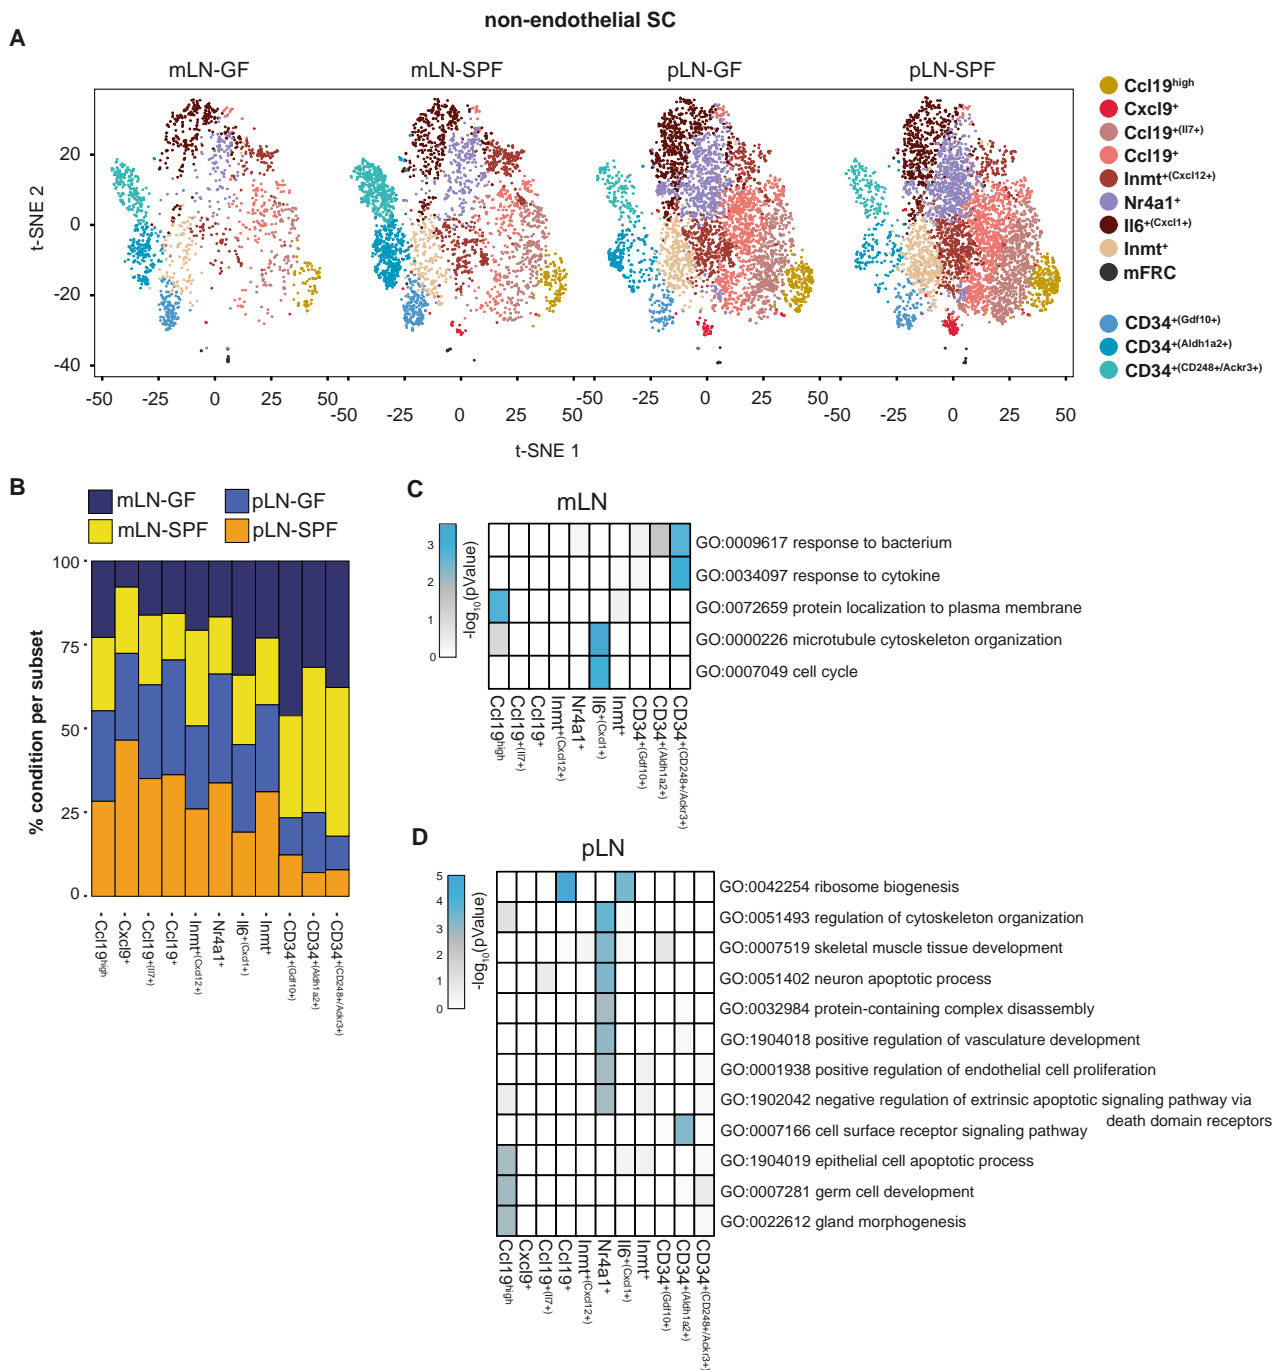 non-endothelial SC
A
mLN-GF
mLN-SPF
pLN-GF
pLN-SPF
t-SNE 2
20
0
-20
-40
-50
-25
0
25
50
-50
-25
0
25
50
-50
-25
0
25
50
-50
-25
0
25
50
t-SNE 1
Ccl19high
Cxcl9+
Ccl19+(Il7+)
Ccl19+
Inmt+(Cxcl12+)
Nr4a1+
Il6+(Cxcl1+)
Inmt+
mFRC
CD34+(Gdf10+)
CD34+(Aldh1a2+)
CD34+(CD248+/Ackr3+)
B
mLN-GF
pLN-GF
mLN-SPF
pLN-SPF
% condition per subset
100
75
50
25
0
- Ccl19high
- Cxcl9+
- Ccl19+(Il7+)
- Ccl19+
- Inmt+(Cxcl12+)
- Nr4a1+
- Il6+(Cxcl1+)
- Inmt+
- CD34+(Gdf10+)
- CD34+(Aldh1a2+)
- CD34+(CD248+/Ackr3+)
C
mLN
3
2
1
0
-log10(pValue)
GO:0009617 response to bacterium
GO:0034097 response to cytokine
GO:0072659 protein localization to plasma membrane
GO:0000226 microtubule cytoskeleton organization
GO:0007049 cell cycle
Ccl19high
Ccl19+(Il7+)
Ccl19+
Inmt+(Cxcl12+)
Nr4a1+
Il6+(Cxcl1+)
Inmt+
CD34+(Gdf10+)
CD34+(Aldh1a2+)
CD34+(CD248+/Ackr3+)
D
pLN
5
4
3
2
1
0
-log10(pValue)
GO:0042254 ribosome biogenesis
GO:0051493 regulation of cytoskeleton organization
GO:0007519 skeletal muscle tissue development
GO:0051402 neuron apoptotic process
GO:0032984 protein-containing complex disassembly
GO:1904018 positive regulation of vasculature development
GO:0001938 positive regulation of endothelial cell proliferation
GO:1902042 negative regulation of extrinsic apoptotic signaling pathway via
death domain receptors
GO:0007166 cell surface receptor signaling pathway
GO:1904019 epithelial cell apoptotic process
GO:0007281 germ cell development
GO:0022612 gland morphogenesis
Ccl19high
Cxcl9+
Ccl19+(Il7+)
Ccl19+
Inmt+(Cxcl12+)
Nr4a1+
Il6+(Cxcl1+)
Inmt+
CD34+(Gdf10+)
CD34+(Aldh1a2+)
CD34+(CD248+/Ackr3+)